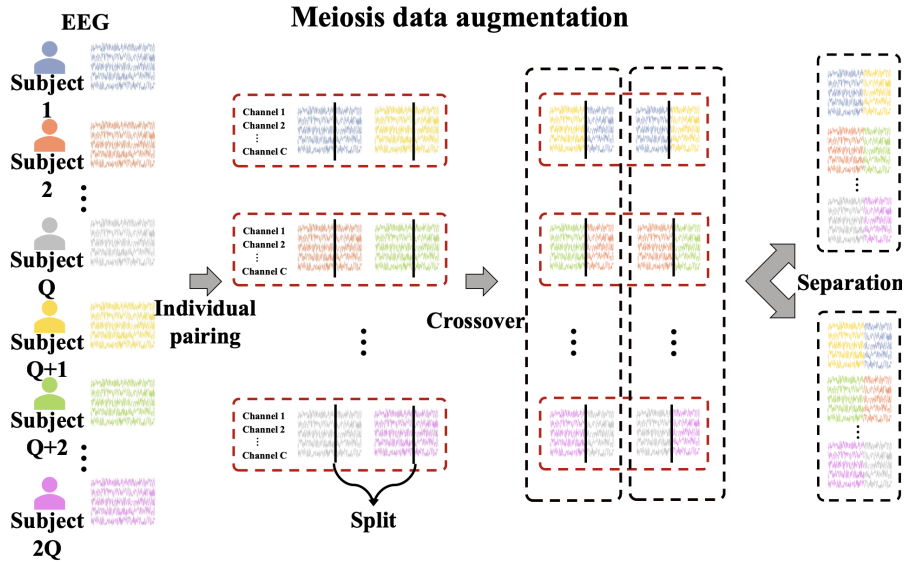 Meiosis data augmentation
EEG
Subject
1
Subject
2
Subject
Q
Subject
Q+1
Subject
Q+2
Subject
2Q
Individual
pairing
Channel 1
Channel 2
Channel C
Channel 1
Channel 2
Channel C
Channel 1
Channel 2
Channel C
Split
Crossover
Separation